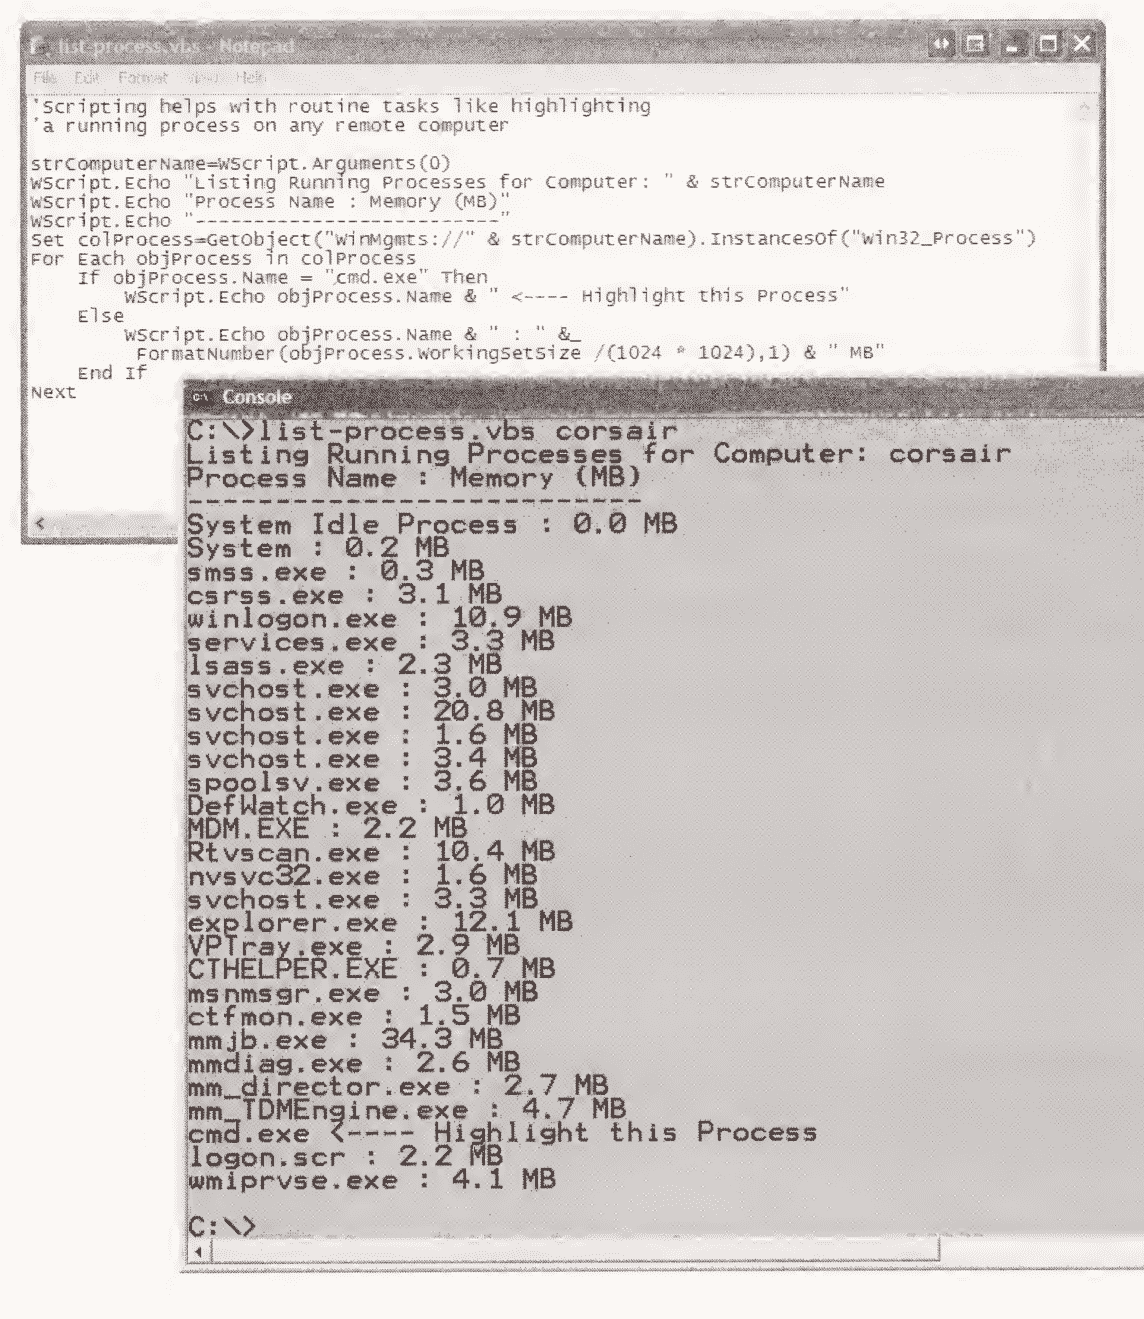 list-process.vbs - Notepad
File Edit Format View Help
'Scripting helps with routine tasks like highlighting
'a running process on any remote computer
strComputerName=WScript.Arguments(0)
WScript.Echo "Listing Running Processes for Computer: " & strComputerName
WScript.Echo "Process Name : Memory (MB)"
WScript.Echo "--------------------------"
Set colProcess=GetObject("WinMgmts://" & strComputerName).InstancesOf("Win32_Process")
For Each objProcess in colProcess
If objProcess.Name = "cmd.exe" Then
WScript.Echo objProcess.Name & " <---- Highlight this Process"
Else
WScript.Echo objProcess.Name & " : " &_
FormatNumber(objProcess.WorkingSetSize /(1024 * 1024),1) & " MB"
End If
Next
Console
C:\>list-process.vbs corsair
Listing Running Processes for Computer: corsair
Process Name : Memory (MB)
--------------------------
System Idle Process : 0.0 MB
System : 0.2 MB
smss.exe : 0.3 MB
csrss.exe : 3.1 MB
winlogon.exe : 10.9 MB
services.exe : 3.3 MB
lsass.exe : 2.3 MB
svchost.exe : 3.0 MB
svchost.exe : 20.8 MB
svchost.exe : 1.6 MB
svchost.exe : 3.4 MB
spoolsv.exe : 3.6 MB
DefWatch.exe : 1.0 MB
MDM.EXE : 2.2 MB
Rtvscan.exe : 10.4 MB
nvsvc32.exe : 1.6 MB
svchost.exe : 3.3 MB
explorer.exe : 12.1 MB
VPTray.exe : 2.9 MB
CTHELPER.EXE : 0.7 MB
msnmsgr.exe : 3.0 MB
ctfmon.exe : 1.5 MB
mmjb.exe : 34.3 MB
mmdiag.exe : 2.6 MB
mm_director.exe : 2.7 MB
mm_TDMEngine.exe : 4.7 MB
cmd.exe <---- Highlight this Process
logon.scr : 2.2 MB
wmiprvse.exe : 4.1 MB
C:\>